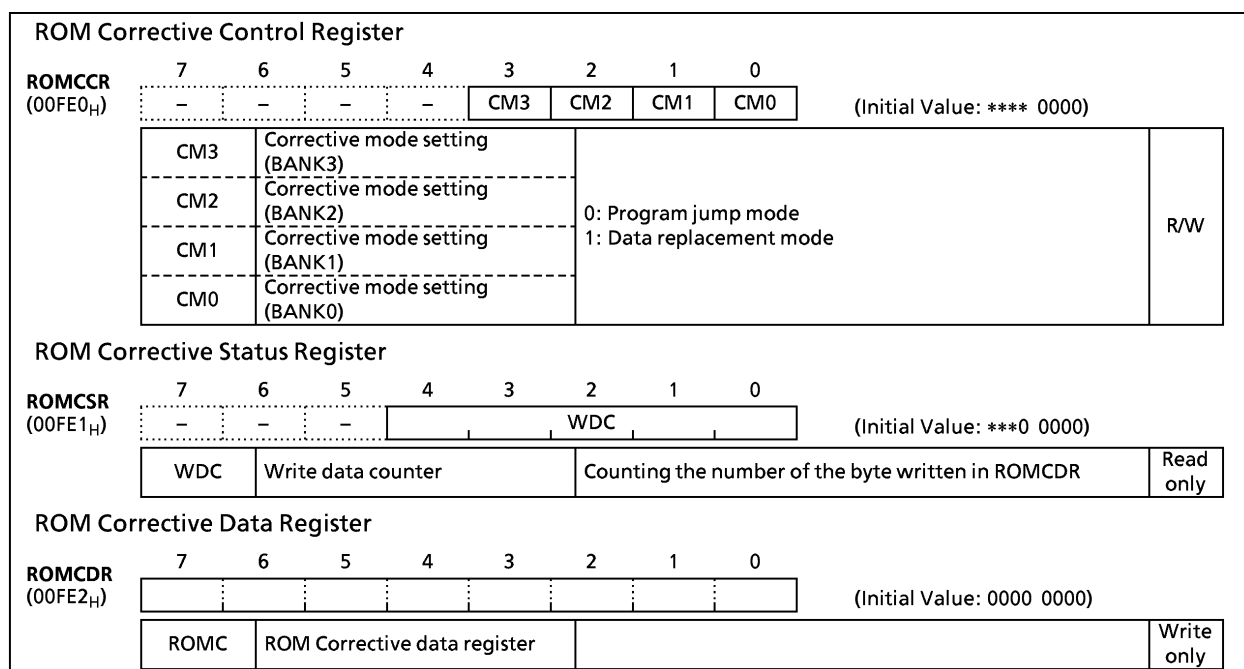 ROM Corrective Control Register
7 6 5 4 3 2 1 0
ROMCCR
(00FE0H)
– – – – CM3 CM2 CM1 CM0 (Initial Value: **** 0000)
CM3 Corrective mode setting
(BANK3)
CM2 Corrective mode setting
(BANK2)
0: Program jump mode
1: Data replacement mode
R/W
CM1 Corrective mode setting
(BANK1)
CM0 Corrective mode setting
(BANK0)
ROM Corrective Status Register
7 6 5 4 3 2 1 0
ROMCSR
(00FE1H)
– – – WDC (Initial Value: ***0 0000)
WDC Write data counter Counting the number of the byte written in ROMCDR Read
only
ROM Corrective Data Register
7 6 5 4 3 2 1 0
ROMCDR
(00FE2H)
(Initial Value: 0000 0000)
ROMC ROM Corrective data register Write
only